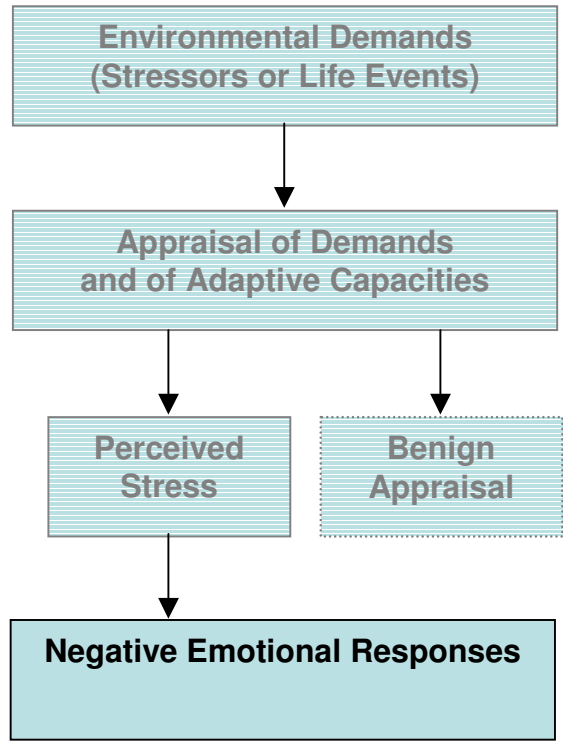 Environmental Demands
(Stressors or Life Events)
Appraisal of Demands
and of Adaptive Capacities
Perceived
Stress
Benign
Appraisal
Negative Emotional Responses